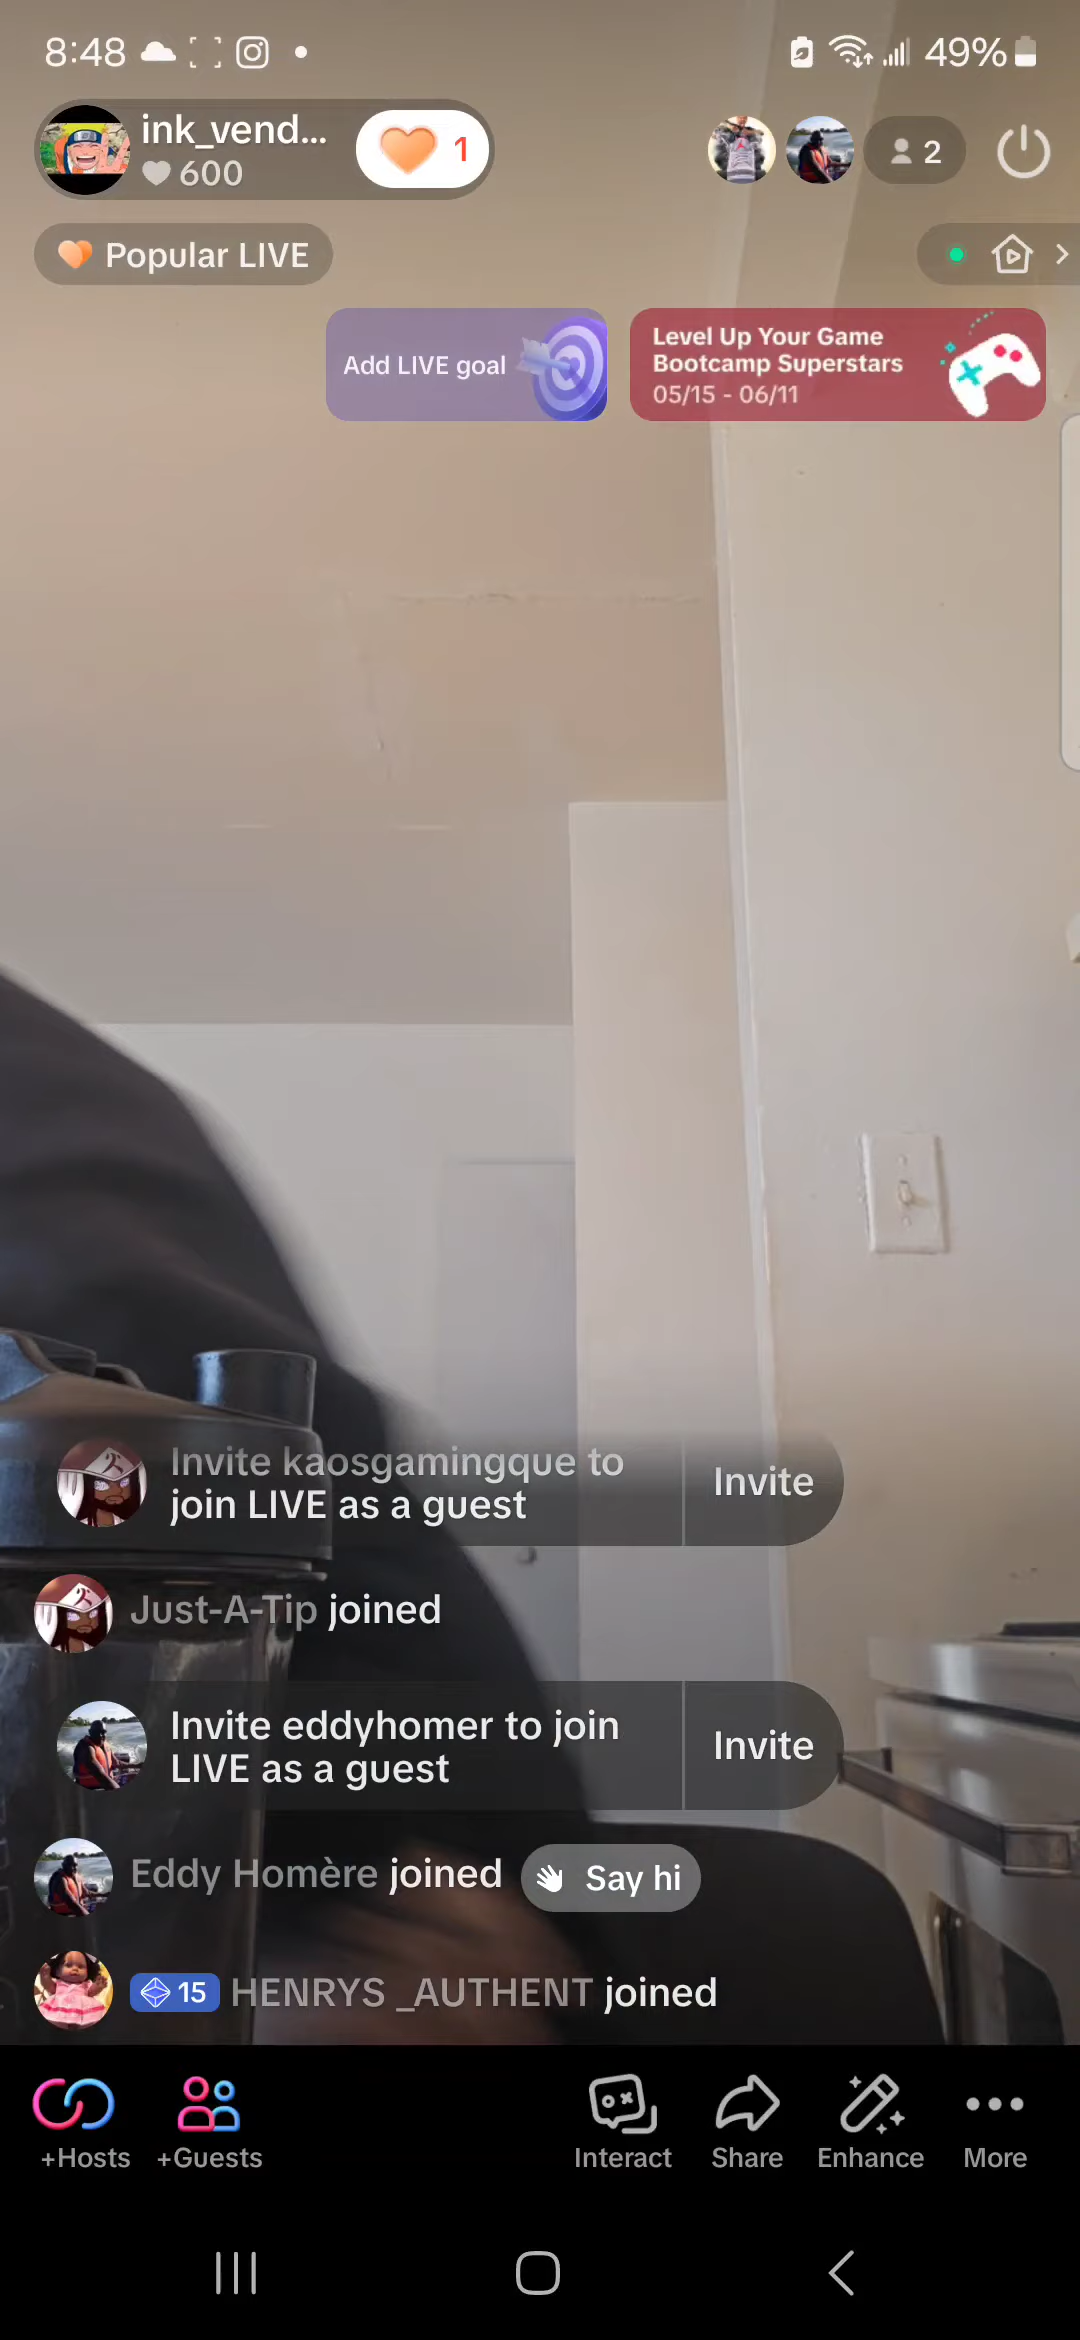 8:48
49%
ink_vend...
600
1
2
Popular LIVE
Add LIVE goal
Level Up Your Game
Bootcamp Superstars
05/15 - 06/11
Invite kaosgamingque to
join LIVE as a guest
Invite
Just-A-Tip joined
Invite eddyhomer to join
LIVE as a guest
Invite
Eddy Homère joined
Say hi
15 HENRYS _AUTHENT joined
+Hosts
+Guests
Interact
Share
Enhance
More